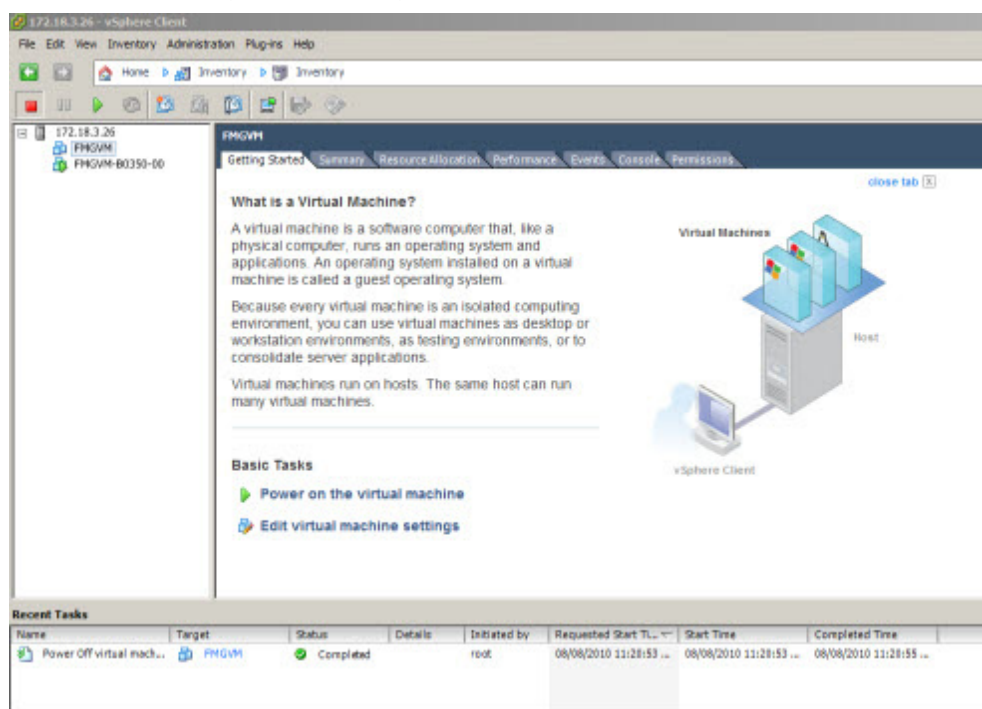 172.18.3.26 - vSphere Client
File Edit View Inventory Administration Plug-ins Help
Home Inventory Inventory
172.18.3.26
FMGVM
FMGVM-B0350-00
FMGVM
Getting Started Summary Resource Allocation Performance Events Console Permissions
close tab
What is a Virtual Machine?
A virtual machine is a software computer that, like a
physical computer, runs an operating system and
applications. An operating system installed on a virtual
machine is called a guest operating system.
Because every virtual machine is an isolated computing
environment, you can use virtual machines as desktop or
workstation environments, as testing environments, or to
consolidate server applications.
Virtual machines run on hosts. The same host can run
many virtual machines.
Virtual Machines
Host
vSphere Client
Basic Tasks
Power on the virtual machine
Edit virtual machine settings
Recent Tasks
Name Target Status Details Initiated by Requested Start Ti... Start Time Completed Time
Power Off virtual mach... FMGVM Completed root 08/08/2010 11:28:53 ... 08/08/2010 11:28:53 ... 08/08/2010 11:28:55 ...